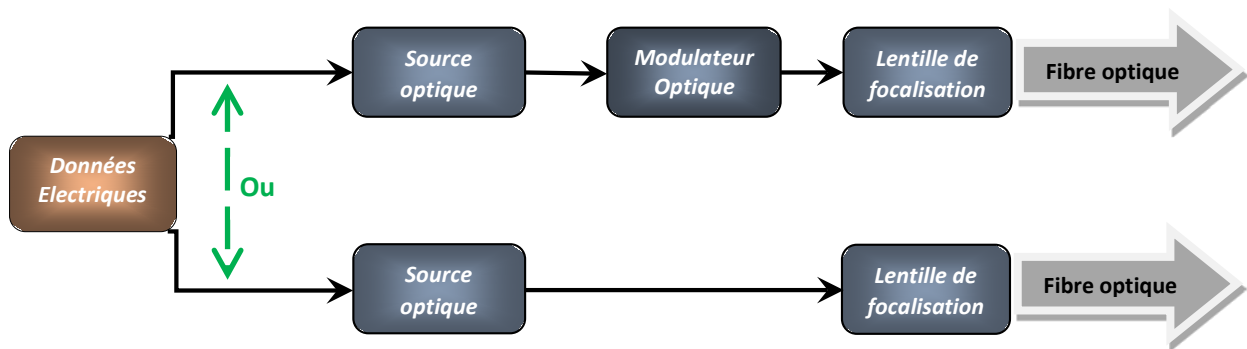 Source
optique
Modulateur
Optique
Lentille de
focalisation
Fibre optique
Données
Electriques
Ou
Source
optique
Lentille de
focalisation
Fibre optique